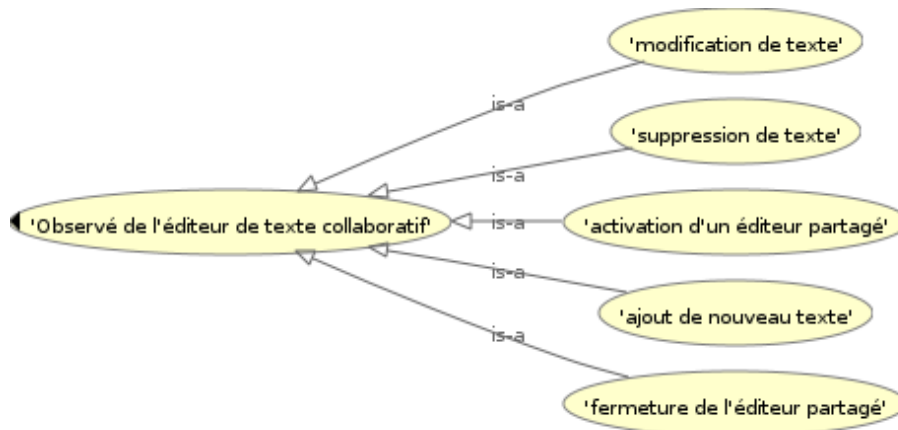 'modification de texte'
is-a
'suppression de texte'
is-a
'Observé de l'éditeur de texte collaboratif'
is-a
'activation d'un éditeur partagé'
is-a
'ajout de nouveau texte'
is-a
'fermeture de l'éditeur partagé'